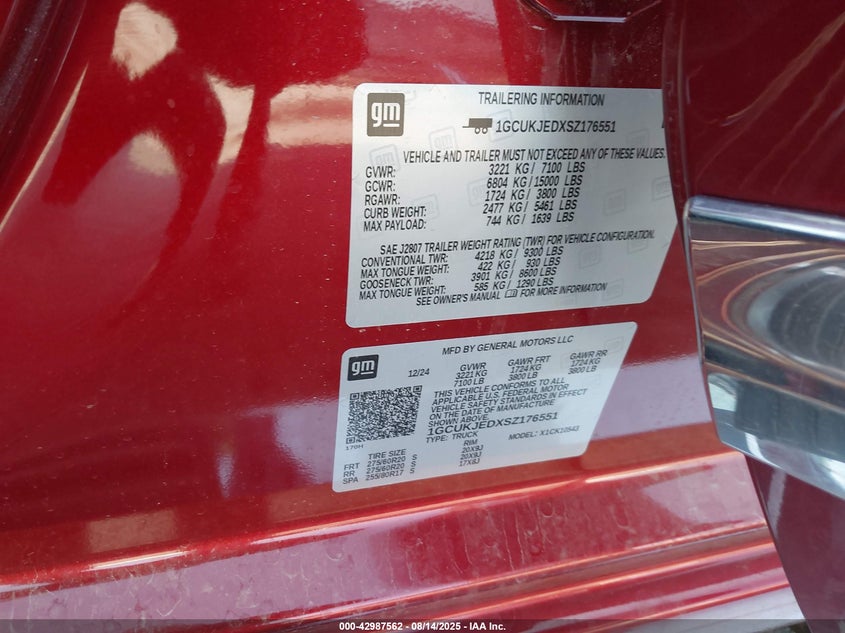 gm
TRAILERING INFORMATION
1GCUKJEDXSZ176551
VEHICLE AND TRAILER MUST NOT EXCEED ANY OF THESE VALUES.
GVWR: 3221 KG / 7100 LBS
GCWR: 6804 KG / 15000 LBS
RGAWR: 1724 KG / 3800 LBS
CURB WEIGHT: 2477 KG / 5461 LBS
MAX PAYLOAD: 744 KG / 1639 LBS
SAE J2807 TRAILER WEIGHT RATING (TWR) FOR VEHICLE CONFIGURATION.
CONVENTIONAL TWR: 4218 KG / 9300 LBS
MAX TONGUE WEIGHT: 422 KG / 930 LBS
GOOSENECK TWR: 3901 KG / 8600 LBS
MAX TONGUE WEIGHT: 585 KG / 1290 LBS
SEE OWNER'S MANUAL FOR MORE INFORMATION
gm
MFD BY GENERAL MOTORS LLC
12/24 GVWR GAWR FRT GAWR RR
3221 KG 1724 KG 1724 KG
7100 LB 3800 LB 3800 LB
THIS VEHICLE CONFORMS TO ALL
APPLICABLE U.S. FEDERAL MOTOR
VEHICLE SAFETY STANDARDS IN EFFECT
ON THE DATE OF MANUFACTURE
SHOWN ABOVE.
1GCUKJEDXSZ176551
TYPE: TRUCK MODEL: X1CK10543
TIRE SIZE RIM
FRT 275/60R20 S 20X9J
RR 275/60R20 S 20X9J
SPA 255/80R17 S 17X8J
000-42987562 - 08/14/2025 - IAA Inc.